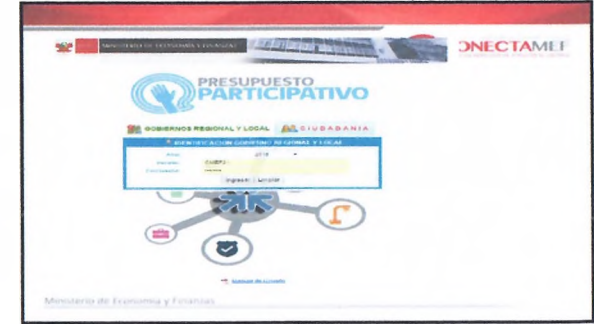 MINISTERIO DE ECONOMÍA Y FINANZAS
ONECTAMEF
PRESUPUESTO
PARTICIPATIVO
GOBIERNOS REGIONAL Y LOCAL CIUDADANIA
IDENTIFICACION GOBIERNO REGIONAL Y LOCAL
Año:
Usuario:
Contraseña:
Ingresar Limpiar
Ministerio de Economía y Finanzas